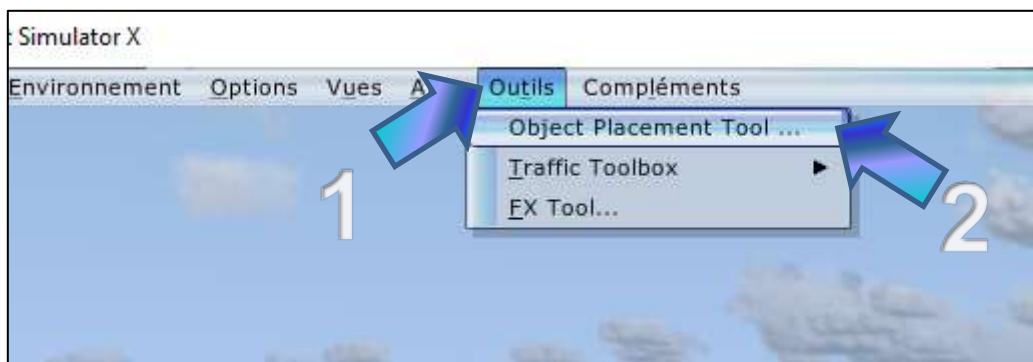 : Simulator X
Environnement Options Vues Outils Compléments
Object Placement Tool ...
Traffic Toolbox
FX Tool...
1
2